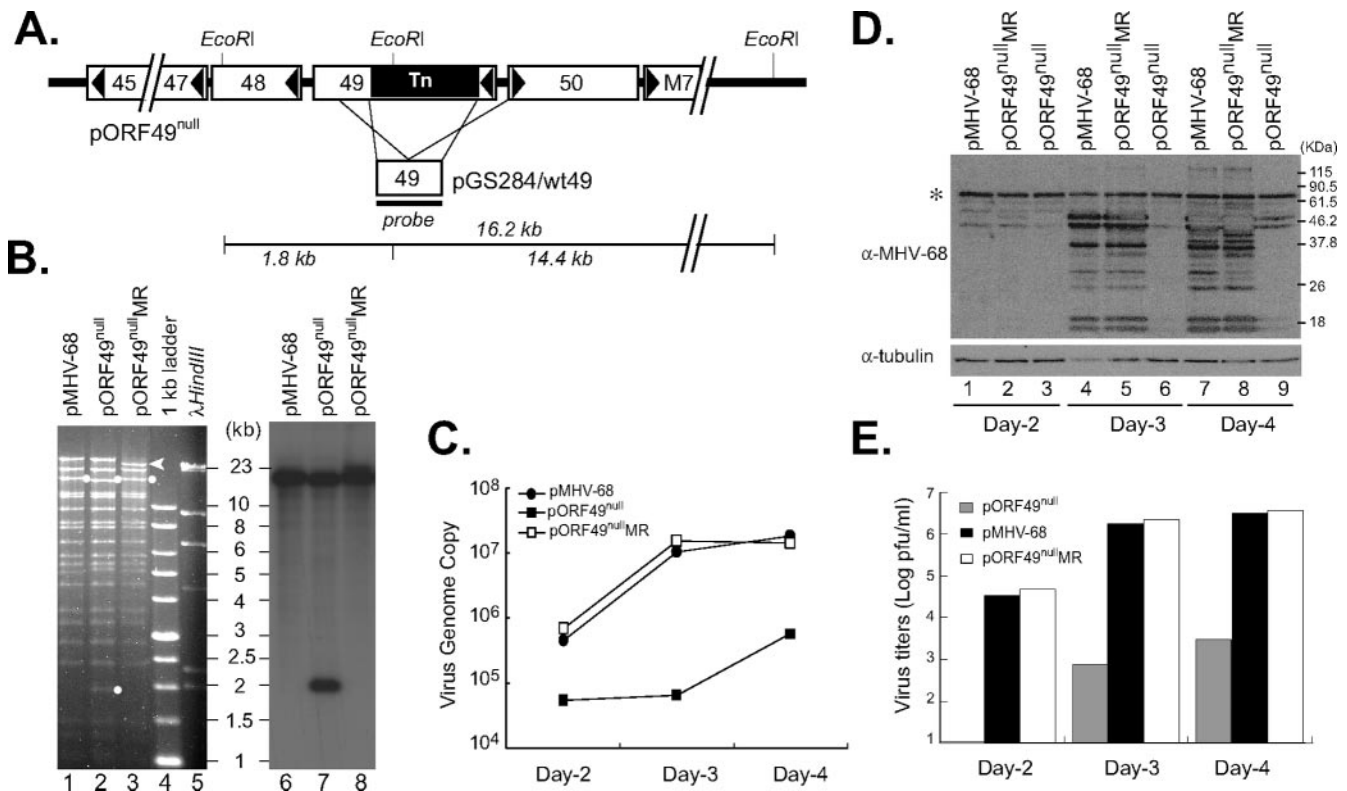 A.
EcoRI
EcoRI
EcoRI
45
47
48
49
Tn
50
M7
pORF49null
49
pGS284/wt49
probe
16.2 kb
1.8 kb
14.4 kb
B.
pMHV-68
pORF49null
pORF49nullMR
1 kb ladder
λHindIII
pMHV-68
pORF49null
pORF49nullMR
(kb)
23
10
8
6
5
4
3
2.5
2
1.5
1
1 2 3 4 5
6 7 8
C.
pMHV-68
pORF49null
pORF49nullMR
Virus Genome Copy
10^8
10^7
10^6
10^5
10^4
Day-2 Day-3 Day-4
D.
pMHV-68
pORF49nullMR
pORF49null
pMHV-68
pORF49nullMR
pORF49null
pMHV-68
pORF49nullMR
pORF49null
(KDa)
*
115
90.5
61.5
46.2
37.8
26
18
α-MHV-68
α-tubulin
1 2 3 4 5 6 7 8 9
Day-2 Day-3 Day-4
E.
pORF49null
pMHV-68
pORF49nullMR
Virus titers (Log pfu/ml)
7
6
5
4
3
2
1
Day-2 Day-3 Day-4